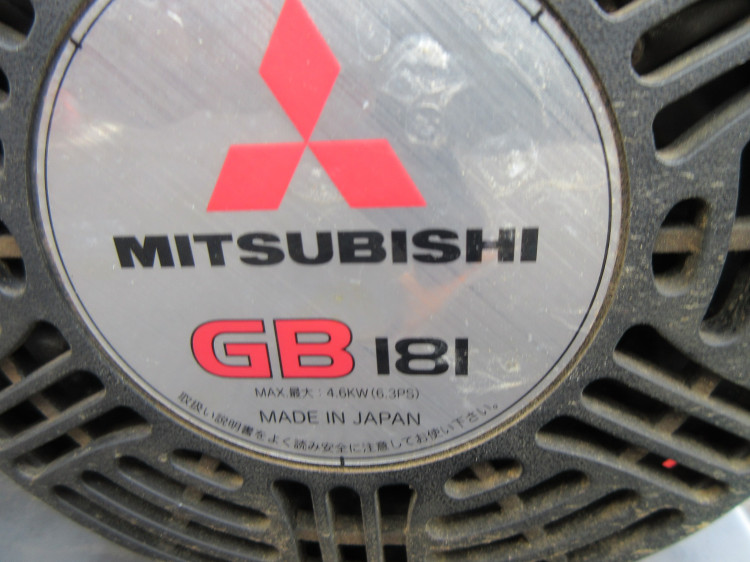 MITSUBISHI
GB 181
MAX.最大:4.6KW(6.3PS)
MADE IN JAPAN
取扱い説明書をよく読み安全に注意してお使い下さい。